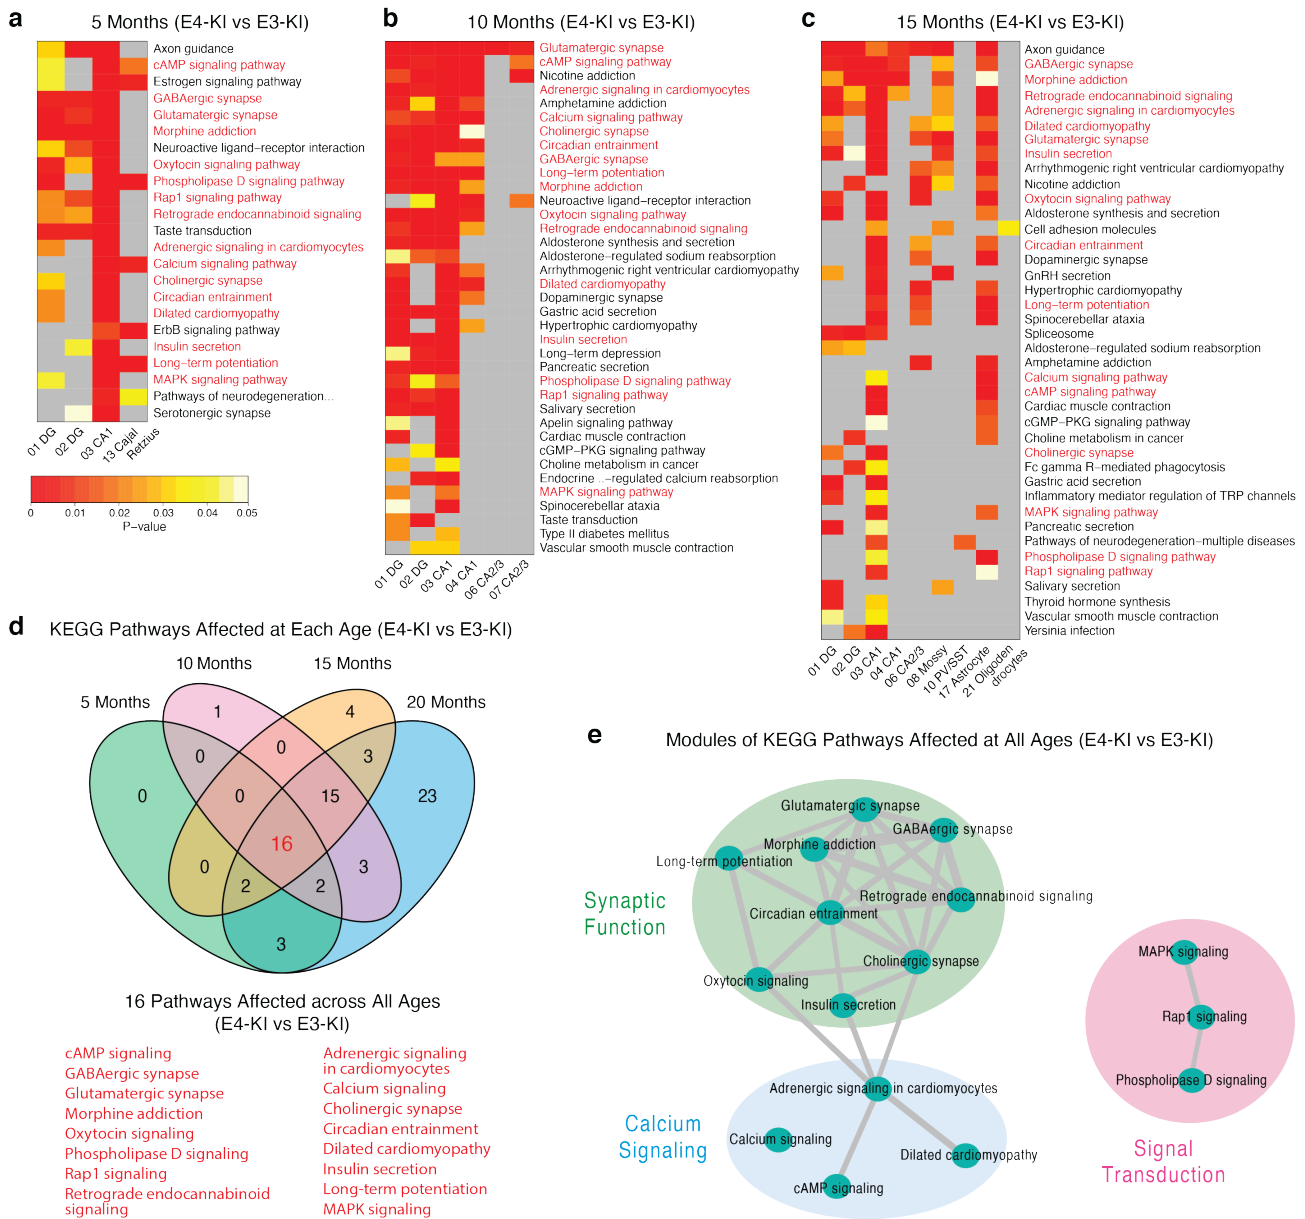 a
5 Months (E4-KI vs E3-KI)
Axon guidance
cAMP signaling pathway
Estrogen signaling pathway
GABAergic synapse
Glutamatergic synapse
Morphine addiction
Neuroactive ligand−receptor interaction
Oxytocin signaling pathway
Phospholipase D signaling pathway
Rap1 signaling pathway
Retrograde endocannabinoid signaling
Taste transduction
Adrenergic signaling in cardiomyocetes
Calcium signaling pathway
Cholinergic synapse
Circadian entrainment
Dilated cardiomyopathy
ErbB signaling pathway
Insulin secretion
Long−term potentiation
MAPK signaling pathway
Pathways of neurodegeneration...
Serotonergic synapse
01 DG
02 DG
03 CA1
13 Cajal
Retzius
0 0.01 0.02 0.03 0.04 0.05
P-value
b
10 Months (E4-KI vs E3-KI)
Glutamatergic synapse
cAMP signaling pathway
Nicotine addiction
Adrenergic signaling in cardiomyocetes
Amphetamine addiction
Calcium signaling pathway
Cholinergic synapse
Circadian entrainment
GABAergic synapse
Long−term potentiation
Morphine addiction
Neuroactive ligand−receptor interaction
Oxytocin signaling pathway
Retrograde endocannabinoid signaling
Aldosterone synthesis and secretion
Aldosterone−regulated sodium reabsorption
Arrhythmogenic right ventricular cardiomyopathy
Dilated cardiomyopathy
Dopaminergic synapse
Gastric acid secretion
Hypertrophic cardiomyopathy
Insulin secretion
Long−term depression
Pancreatic secretion
Phospholipase D signaling pathway
Rap1 signaling pathway
Salivary secretion
Apelin signaling pathway
Cardiac muscle contraction
cGMP−PKG signaling pathway
Choline metabolism in cancer
Endocrine ..−regulated calcium reabsorption
MAPK signaling pathway
Spinocerebellar ataxia
Taste transduction
Type II diabetes mellitus
Vascular smooth muscle contraction
01 DG
02 DG
03 CA1
04 CA1
06 CA2/3
07 CA2/3
c
15 Months (E4-KI vs E3-KI)
Axon guidance
GABAergic synapse
Morphine addiction
Retrograde endocannabinoid signaling
Adrenergic signaling in cardiomyocetes
Dilated cardiomyopathy
Glutamatergic synapse
Insulin secretion
Arrhythmogenic right ventricular cardiomyopathy
Nicotine addiction
Oxytocin signaling pathway
Aldosterone synthesis and secretion
Cell adhesion molecules
Circadian entrainment
Dopaminergic synapse
GnRH secretion
Hypertrophic cardiomyopathy
Long−term potentiation
Spinocerebellar ataxia
Spliceosome
Aldosterone−regulated sodium reabsorption
Amphetamine addiction
Calcium signaling pathway
cAMP signaling pathway
Cardiac muscle contraction
cGMP−PKG signaling pathway
Choline metabolism in cancer
Cholinergic synapse
Fc gamma R−mediated phagocytosis
Gastric acid secretion
Inflammatory mediator regulation of TRP channels
MAPK signaling pathway
Pancreatic secretion
Pathways of neurodegeneration−multiple diseases
Phospholipase D signaling pathway
Rap1 signaling pathway
Salivary secretion
Thyroid hormone synthesis
Vascular smooth muscle contraction
Yersinia infection
01 DG
02 DG
03 CA1
04 CA1
06 CA2/3
08 Mossy
10 PV/SST
17 Astrocyte
21 Oligoden
drocytes
d
KEGG Pathways Affected at Each Age (E4-KI vs E3-KI)
10 Months
15 Months
5 Months
20 Months
1
4
0
0
3
0
0
15
23
16
0
2
2
3
3
16 Pathways Affected across All Ages
(E4-KI vs E3-KI)
cAMP signaling
GABAergic synapse
Glutamatergic synapse
Morphine addiction
Oxytocin signaling
Phospholipase D signaling
Rap1 signaling
Retrograde endocannabinoid
signaling
Adrenergic signaling
in cardiomyocetes
Calcium signaling
Cholinergic synapse
Circadian entrainment
Dilated cardiomyopathy
Insulin secretion
Long-term potentiation
MAPK signaling
e
Modules of KEGG Pathways Affected at All Ages (E4-KI vs E3-KI)
Glutamatergic synapse
GABAergic synapse
Morphine addiction
Long-term potentiation
Retrograde endocannabinoid signaling
Circadian entrainment
Cholinergic synapse
Oxytocin signaling
Insulin secretion
Synaptic
Function
Adrenergic signaling in cardiomyocetes
Calcium signaling
Dilated cardiomyopathy
cAMP signaling
Calcium
Signaling
MAPK signaling
Rap1 signaling
Phospholipase D signaling
Signal
Transduction